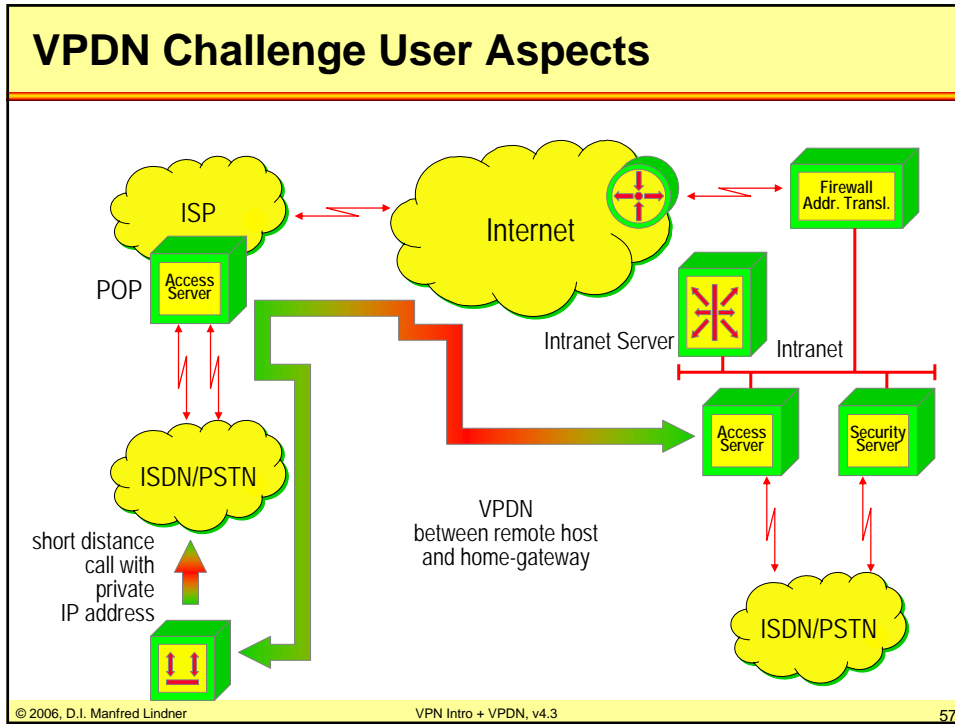 VPDN Challenge User Aspects
ISP
Internet
Firewall
Addr. Transl.
POP
Access
Server
Intranet Server
Intranet
Access
Server
Security
Server
ISDN/PSTN
VPDN
between remote host
and home-gateway
short distance
call with
private
IP address
ISDN/PSTN
© 2006, D.I. Manfred Lindner
VPN Intro + VPDN, v4.3
57